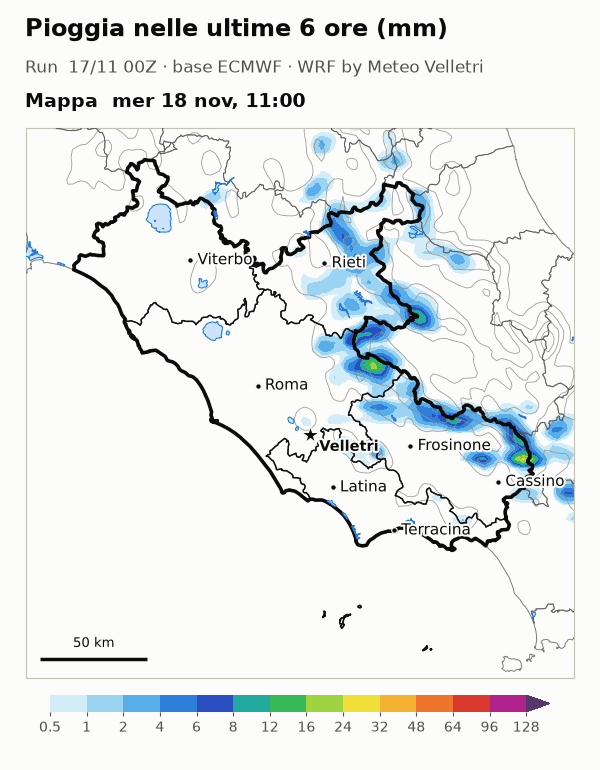 Pioggia nelle ultime 6 ore (mm)
Run  17/11 00Z · base ECMWF · WRF by Meteo Velletri
Mappa  mer 18 nov, 11:00
Viterbo
Rieti
Roma
Velletri
Frosinone
Cassino
Latina
Terracina
50 km
0.5 1 2 4 6 8 12 16 24 32 48 64 96 128